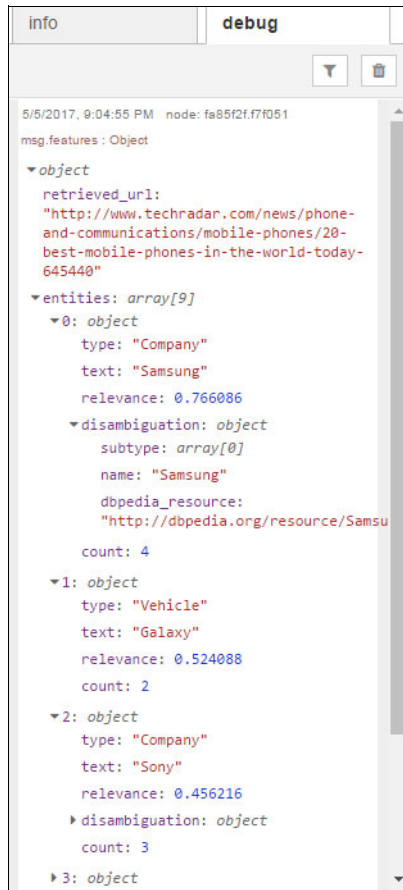 info debug
5/5/2017, 9:04:55 PM node: fa85f2f.f7f051
msg.features : Object
▾object
retrieved_url:
"http://www.techradar.com/news/phone-
and-communications/mobile-phones/20-
best-mobile-phones-in-the-world-today-
645440"
▾entities: array[9]
▾0: object
type: "Company"
text: "Samsung"
relevance: 0.766086
▾disambiguation: object
subtype: array[0]
name: "Samsung"
dbpedia_resource:
"http://dbpedia.org/resource/Samsu
count: 4
▾1: object
type: "Vehicle"
text: "Galaxy"
relevance: 0.524088
count: 2
▾2: object
type: "Company"
text: "Sony"
relevance: 0.456216
▸disambiguation: object
count: 3
▸3: object